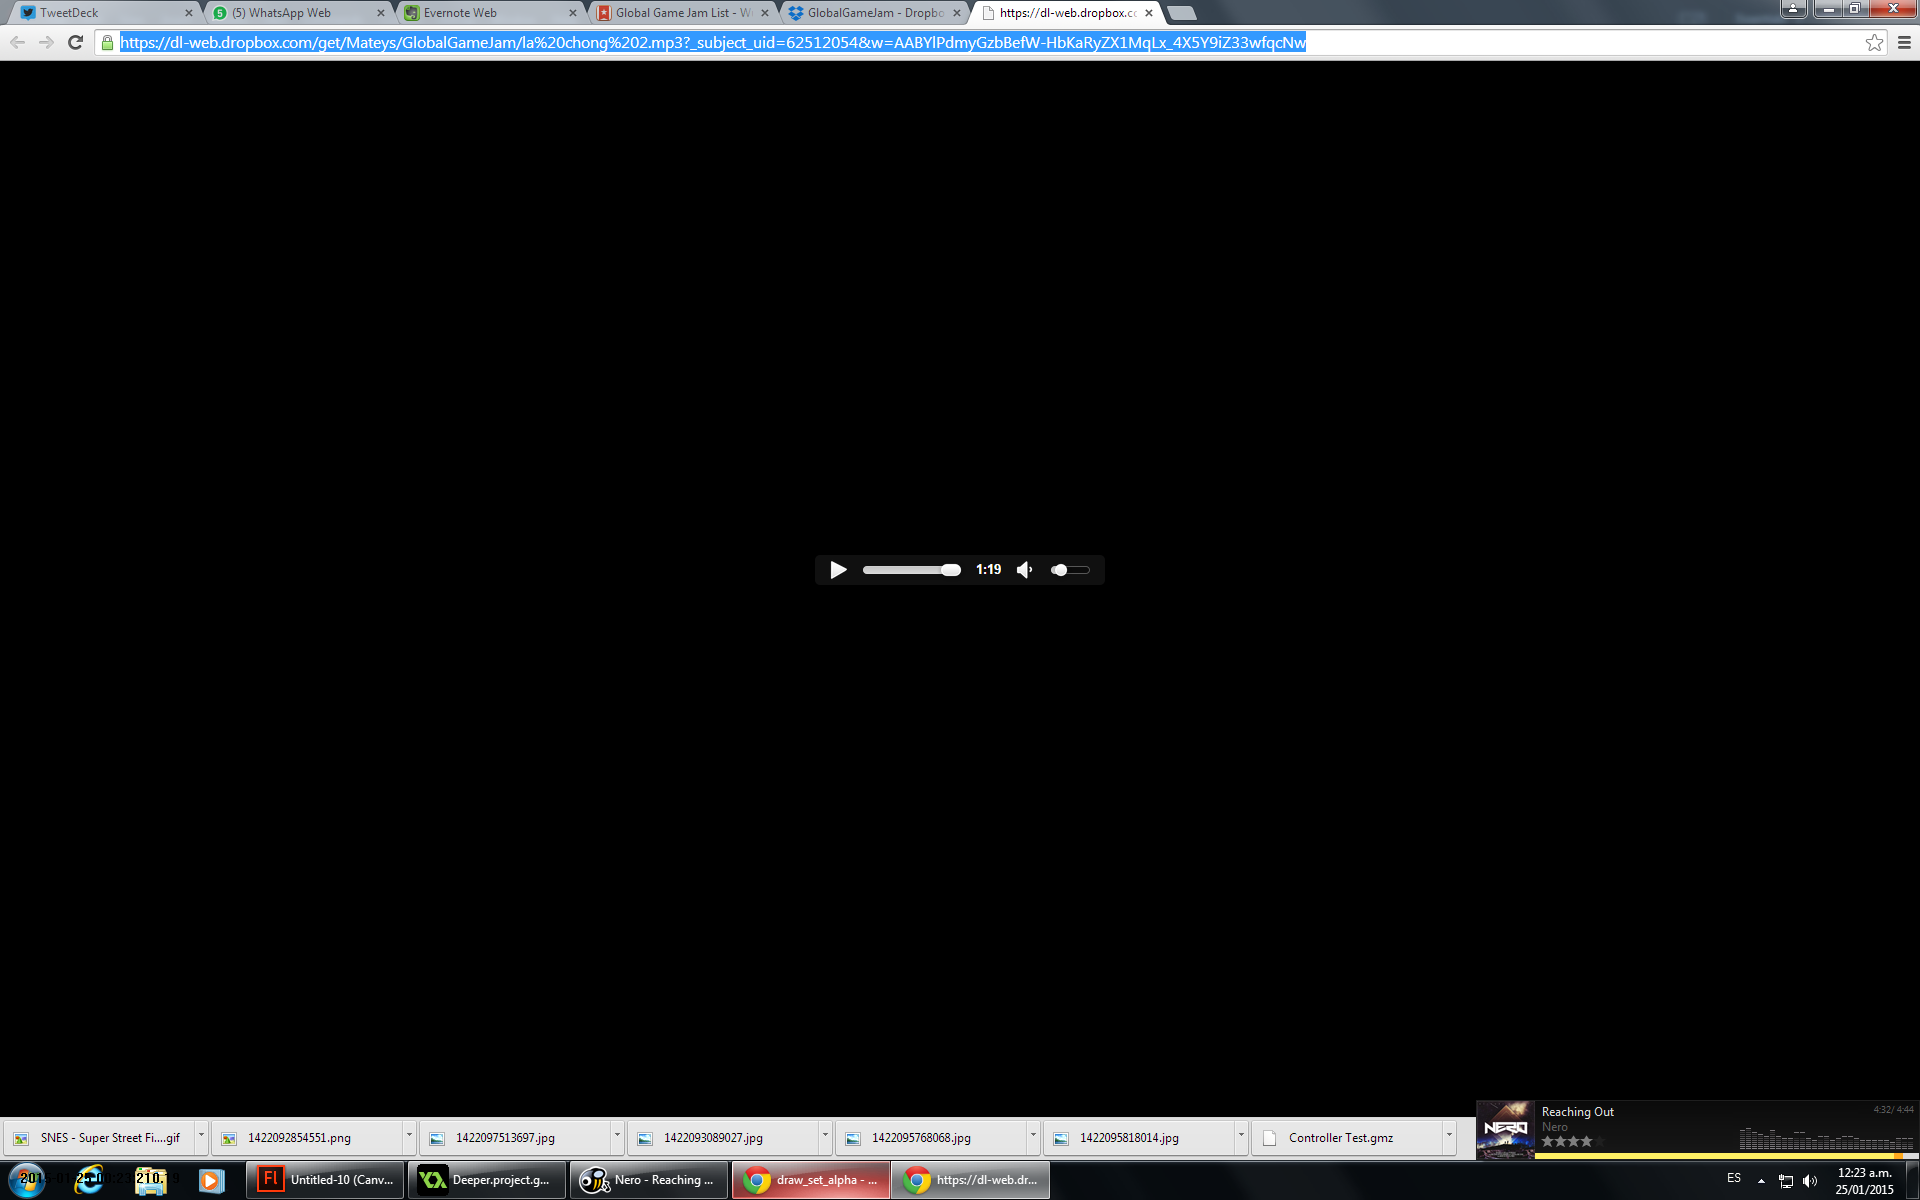 TweetDeck
(5) WhatsApp Web
Evernote Web
Global Game Jam List - W
GlobalGameJam - Dropbo
https://dl-web.dropbox.cc
https://dl-web.dropbox.com/get/Mateys/GlobalGameJam/la%20chong%202.mp3?_subject_uid=62512054&w=AABYlPdmyGzbBefW-HbKaRyZX1MqLx_4X5Y9iZ33wfqcNw
1:19
Reaching Out
4:32/ 4:44
Nero
NERO
SNES - Super Street Fi....gif
1422092854551.png
1422097513697.jpg
1422093089027.jpg
1422095768068.jpg
1422095818014.jpg
Controller Test.gmz
Fl
Untitled-10 (Canv...
Deeper.project.g...
Nero - Reaching ...
draw_set_alpha - ...
https://dl-web.dr...
ES
12:23 a.m.
25/01/2015